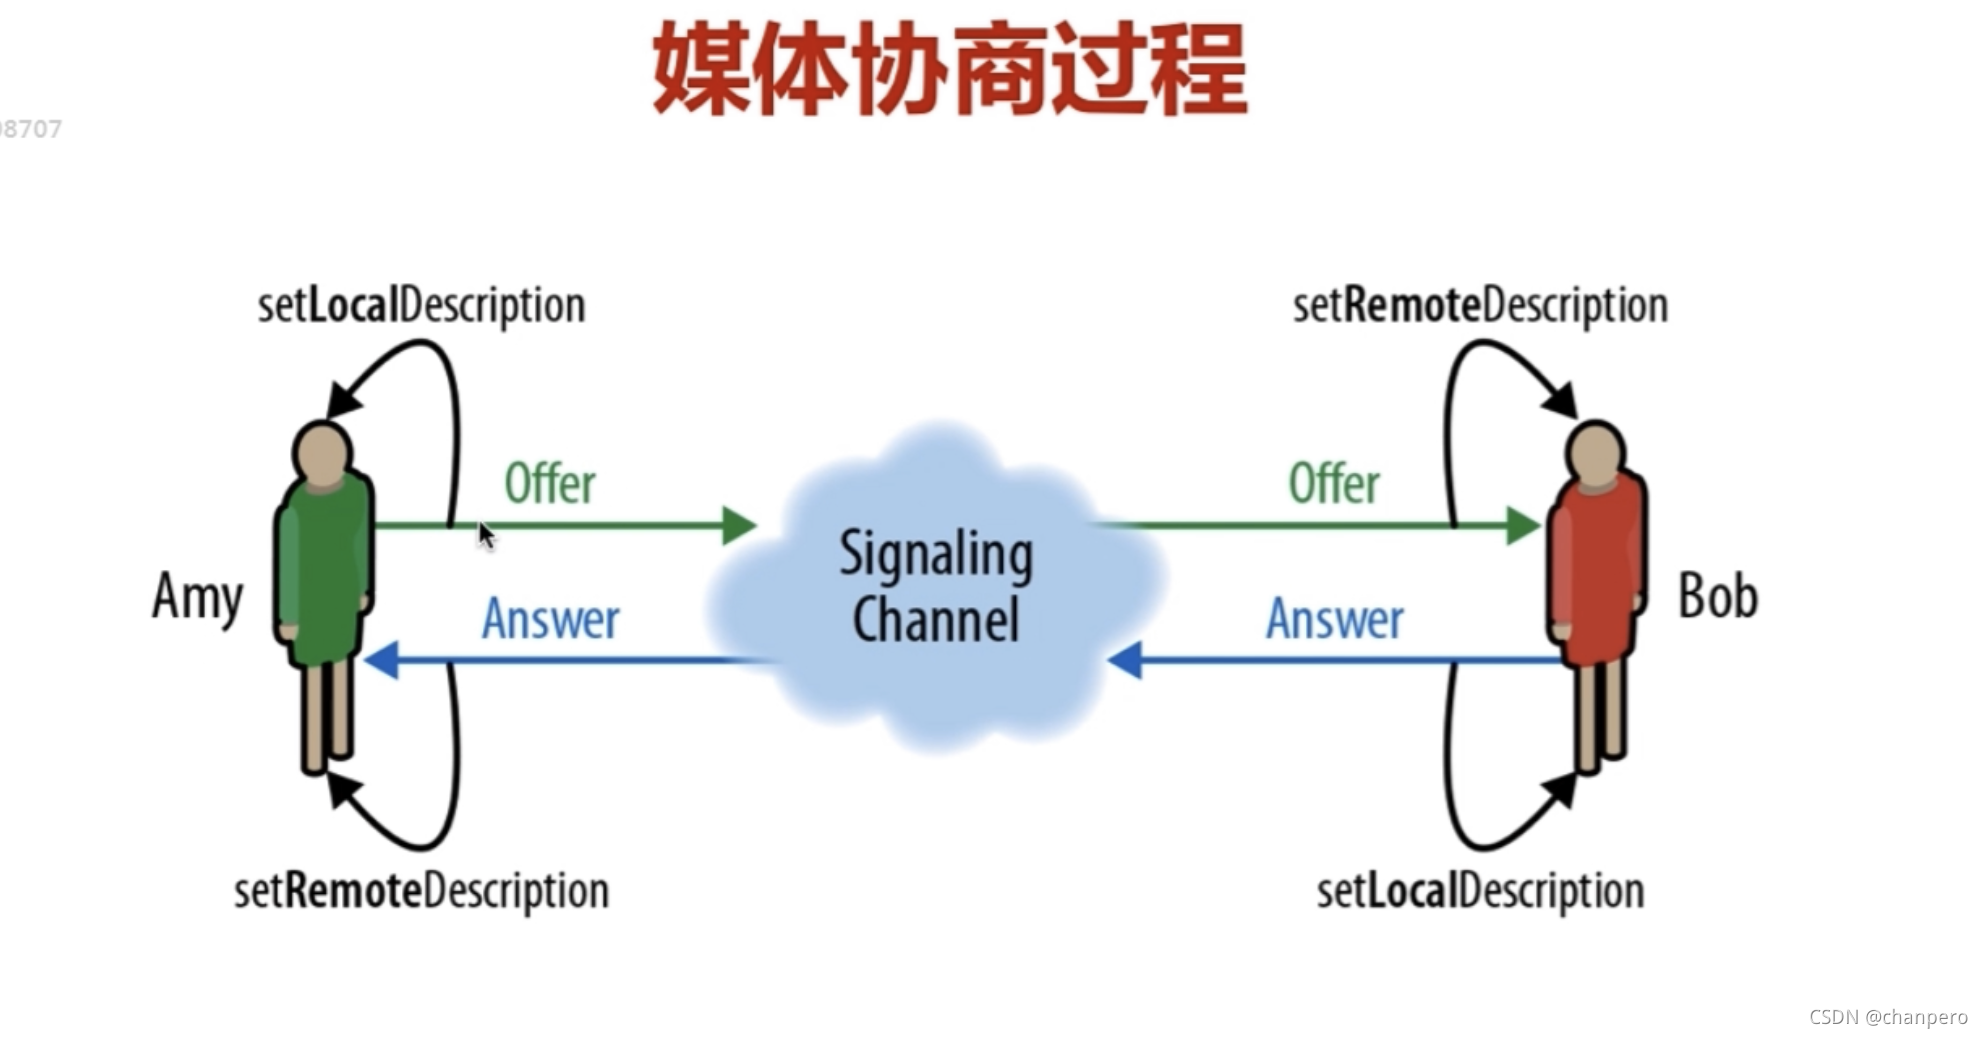 媒体协商过程
08707
setLocalDescription
setRemoteDescription
Offer
Offer
Signaling
Channel
Amy
Bob
Answer
Answer
setRemoteDescription
setLocalDescription
CSDN @chanpero